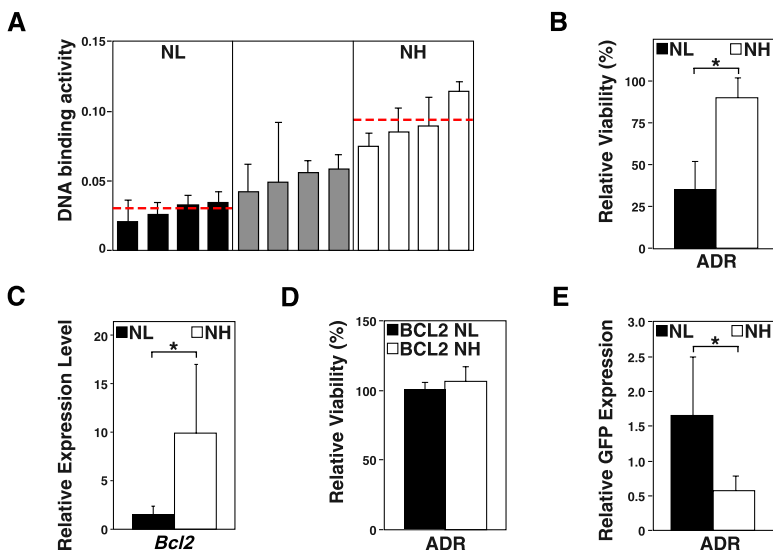 A
DNA binding activity
0.15
0.10
0.05
0
NL
NH
B
Relative Viability (%)
NL NH
*
100
75
50
25
0
ADR
C
Relative Expression Level
NL NH
*
20
15
10
5
0
Bcl2
D
Relative Viability (%)
150
100
50
0
BCL2 NL
BCL2 NH
ADR
E
Relative GFP Expression
3.0
2.5
2.0
1.5
1.0
0.5
0
NL NH
*
ADR